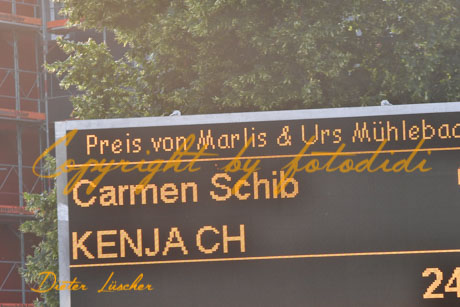 Preis von Marlis & Urs Mühlebac
Copyright by fotodidi
Carmen Schib
KENJA CH
24
Dieter Lüscher